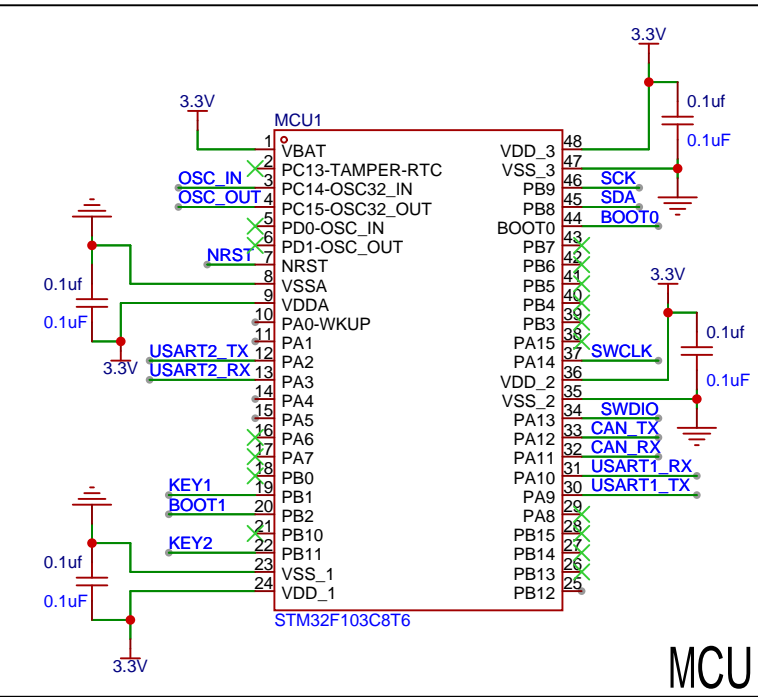 3.3V
0.1uf
0.1uF
3.3V
MCU1
1 VBAT
2 PC13-TAMPER-RTC
OSC_IN 3 PC14-OSC32_IN
OSC_OUT 4 PC15-OSC32_OUT
5 PD0-OSC_IN
6 PD1-OSC_OUT
NRST 7 NRST
8 VSSA
9 VDDA
10 PA0-WKUP
11 PA1
USART2_TX 12 PA2
USART2_RX 13 PA3
14 PA4
15 PA5
16 PA6
17 PA7
18 PB0
KEY1 19 PB1
BOOT1 20 PB2
21 PB10
KEY2 22 PB11
23 VSS_1
24 VDD_1
0.1uf
0.1uF
3.3V
0.1uf
0.1uF
3.3V
VDD_3 48
VSS_3 47
PB9 46 SCK
PB8 45 SDA
BOOT0 44 BOOT0
PB7 43
PB6 42
PB5 41
PB4 40
PB3 39
PA15 38
PA14 37 SWCLK
VDD_2 36
VSS_2 35
PA13 34 SWDIO
PA12 33 CAN_TX
PA11 32 CAN_RX
PA10 31 USART1_RX
PA9 30 USART1_TX
PA8 29
PB15 28
PB14 27
PB13 26
PB12 25
3.3V
0.1uf
0.1uF
STM32F103C8T6
MCU